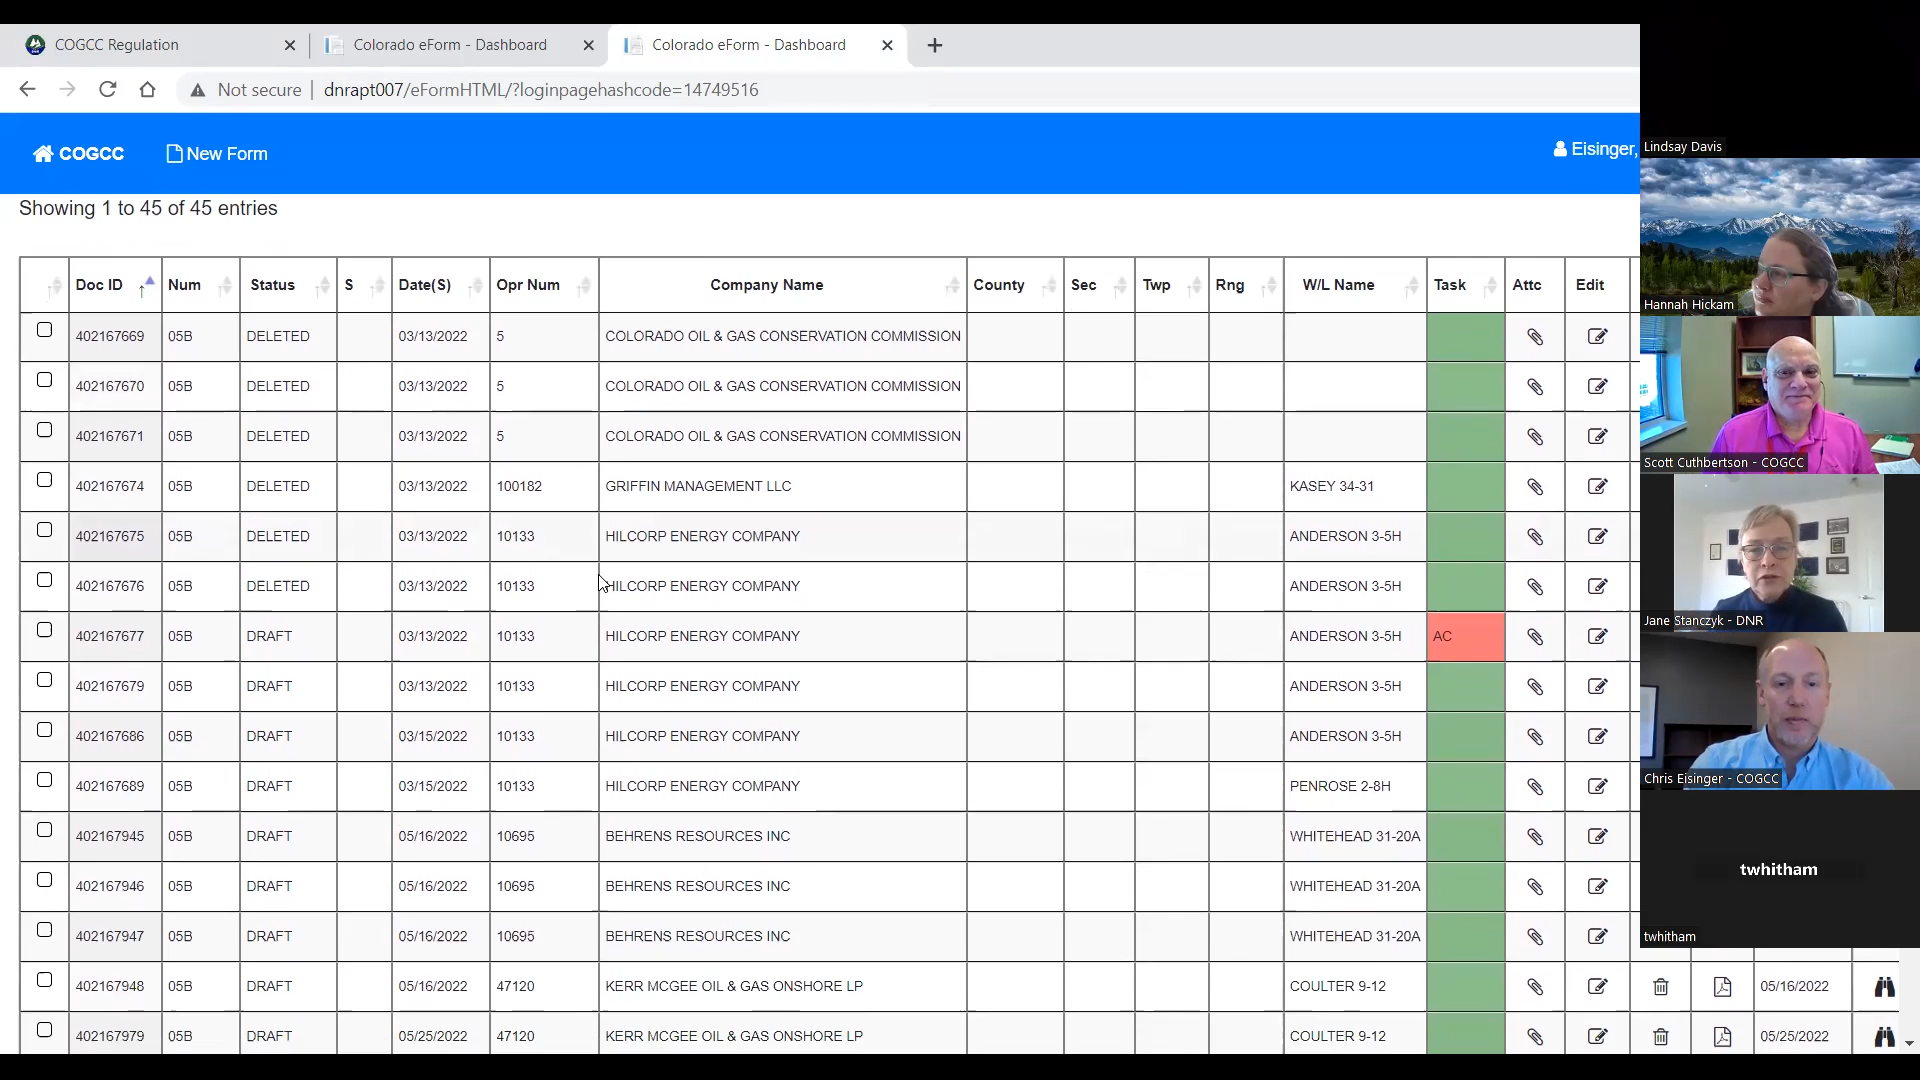 COGCC Regulation
Colorado eForm - Dashboard
Colorado eForm - Dashboard
Not secure | dnrapt007/eFormHTML/?loginpagehashcode=14749516
COGCC New Form Eisinger,
Showing 1 to 45 of 45 entries
Doc ID Num Status S Date(S) Opr Num Company Name County Sec Twp Rng W/L Name Task Attc Edit
402167669 05B DELETED 03/13/2022 5 COLORADO OIL & GAS CONSERVATION COMMISSION
402167670 05B DELETED 03/13/2022 5 COLORADO OIL & GAS CONSERVATION COMMISSION
402167671 05B DELETED 03/13/2022 5 COLORADO OIL & GAS CONSERVATION COMMISSION
402167674 05B DELETED 03/13/2022 100182 GRIFFIN MANAGEMENT LLC KASEY 34-31
402167675 05B DELETED 03/13/2022 10133 HILCORP ENERGY COMPANY ANDERSON 3-5H
402167676 05B DELETED 03/13/2022 10133 HILCORP ENERGY COMPANY ANDERSON 3-5H
402167677 05B DRAFT 03/13/2022 10133 HILCORP ENERGY COMPANY ANDERSON 3-5H AC
402167679 05B DRAFT 03/13/2022 10133 HILCORP ENERGY COMPANY ANDERSON 3-5H
402167686 05B DRAFT 03/15/2022 10133 HILCORP ENERGY COMPANY ANDERSON 3-5H
402167689 05B DRAFT 03/15/2022 10133 HILCORP ENERGY COMPANY PENROSE 2-8H
402167945 05B DRAFT 05/16/2022 10695 BEHRENS RESOURCES INC WHITEHEAD 31-20A
402167946 05B DRAFT 05/16/2022 10695 BEHRENS RESOURCES INC WHITEHEAD 31-20A
402167947 05B DRAFT 05/16/2022 10695 BEHRENS RESOURCES INC WHITEHEAD 31-20A
402167948 05B DRAFT 05/16/2022 47120 KERR MCGEE OIL & GAS ONSHORE LP COULTER 9-12 05/16/2022
402167979 05B DRAFT 05/25/2022 47120 KERR MCGEE OIL & GAS ONSHORE LP COULTER 9-12 05/25/2022
Lindsay Davis
Hannah Hickam
Scott Cuthbertson - COGCC
Jane Stanczyk - DNR
Chris Eisinger - COGCC
twhitham
twhitham